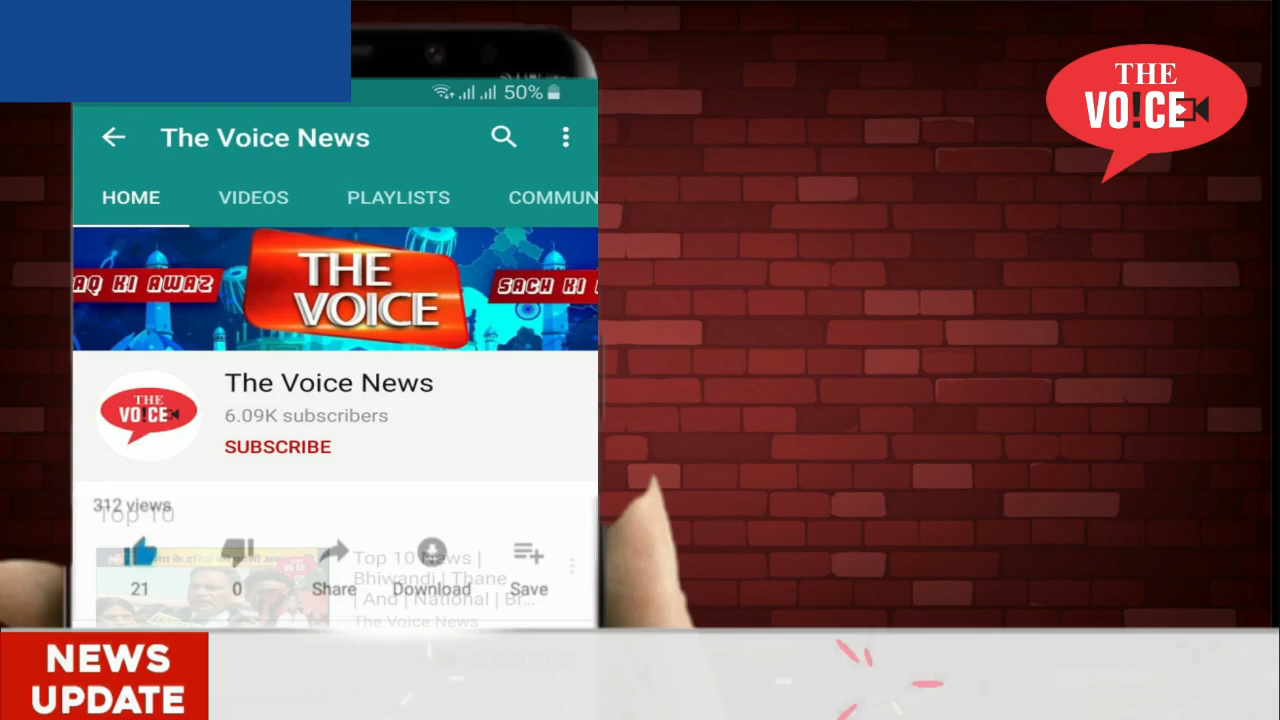 50%
The Voice News
HOME VIDEOS PLAYLISTS COMMUN
AQ KI AWAZ
THE
VOICE
SACH KI
THE
VO!CE
The Voice News
6.09K subscribers
SUBSCRIBE
THE
VO!CE
312 views
Top 10
21 0 Share Download Save
Top 10 News |
Bhiwandi | Thane
| And | National | Br...
The Voice News
NEWS
UPDATE